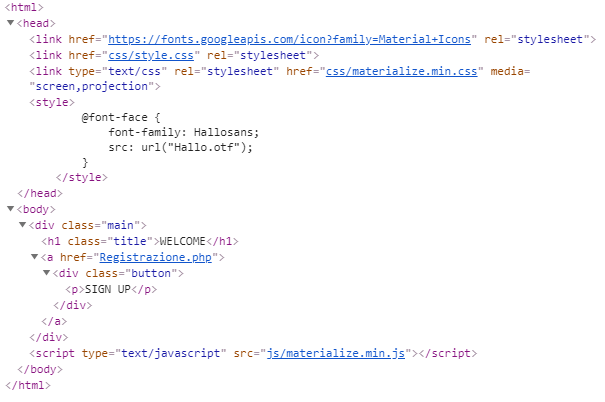 <html>
<head>
<link href="https://fonts.googleapis.com/icon?family=Material+Icons" rel="stylesheet">
<link href="css/style.css" rel="stylesheet">
<link type="text/css" rel="stylesheet" href="css/materialize.min.css" media=
"screen,projection">
<style>
@font-face {
font-family: Hallosans;
src: url("Hallo.otf");
}
</style>
</head>
<body>
<div class="main">
<h1 class="title">WELCOME</h1>
<a href="Registrazione.php">
<div class="button">
<p>SIGN UP</p>
</div>
</a>
</div>
<script type="text/javascript" src="js/materialize.min.js"></script>
</body>
</html>